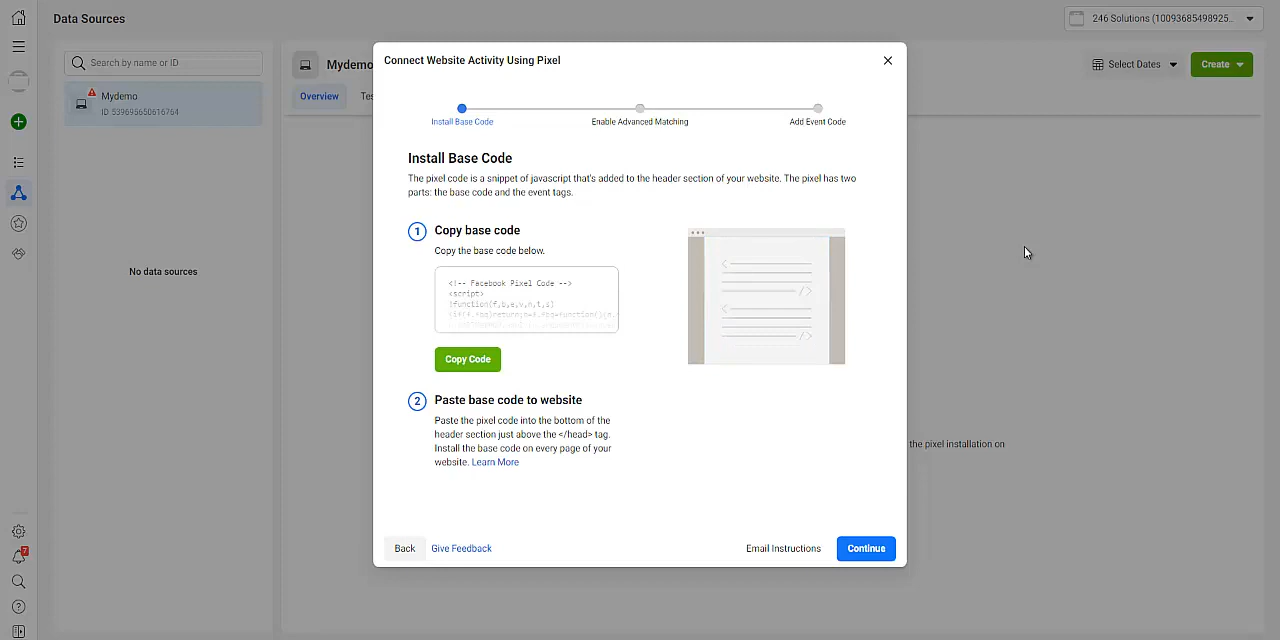 Data Sources
246 Solutions (10093685498925...
Search by name or ID
Mydemo
ID 539695650616764
No data sources
Mydemo
Select Dates
Create
Overview
Connect Website Activity Using Pixel
Install Base Code
Enable Advanced Matching
Add Event Code
Install Base Code
The pixel code is a snippet of javascript that's added to the header section of your website. The pixel has two
parts: the base code and the event tags.
1 Copy base code
Copy the base code below.
<!-- Facebook Pixel Code -->
<script>
!function(f,b,e,v,n,t,s)
Copy Code
2 Paste base code to website
Paste the pixel code into the bottom of the
header section just above the </head> tag.
Install the base code on every page of your
website. Learn More
the pixel installation on
Back
Give Feedback
Email Instructions
Continue
7